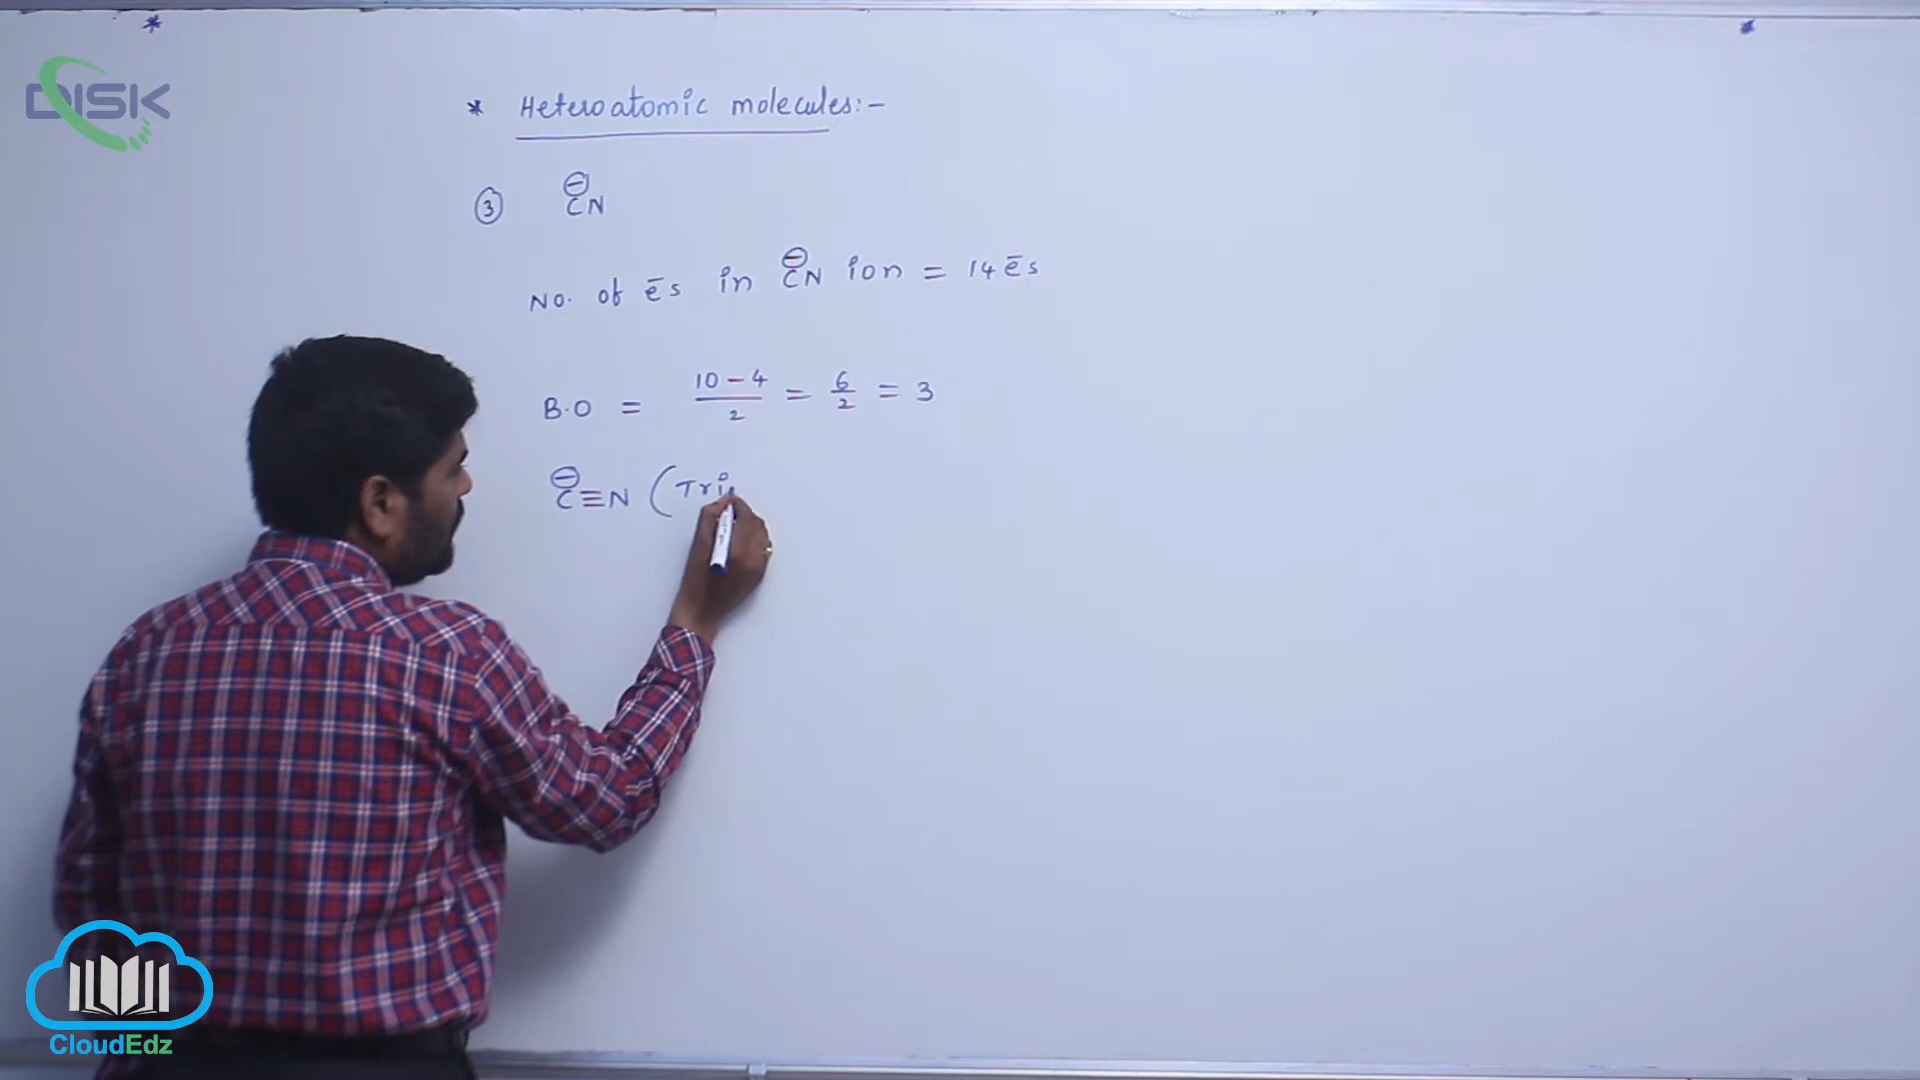 DISK
* Heteroatomic molecules:-
③ C⊖N
No. of ēs in C⊖N ion = 14 ēs
B.O = 10 - 4 / 2 = 6/2 = 3
C⊖≡N (Tri
CloudEdz